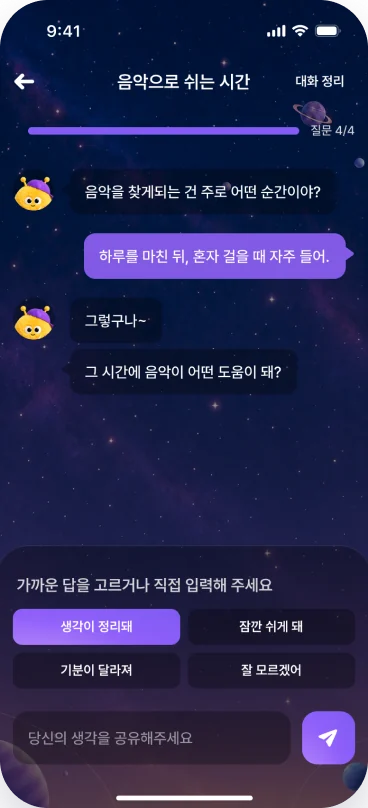 9:41
음악으로 쉬는 시간
대화 정리
질문 4/4
음악을 찾게되는 건 주로 어떤 순간이야?
하루를 마친 뒤, 혼자 걸을 때 자주 들어.
그렇구나~
그 시간에 음악이 어떤 도움이 돼?
가까운 답을 고르거나 직접 입력해 주세요
생각이 정리돼
잠깐 쉬게 돼
기분이 달라져
잘 모르겠어
당신의 생각을 공유해주세요